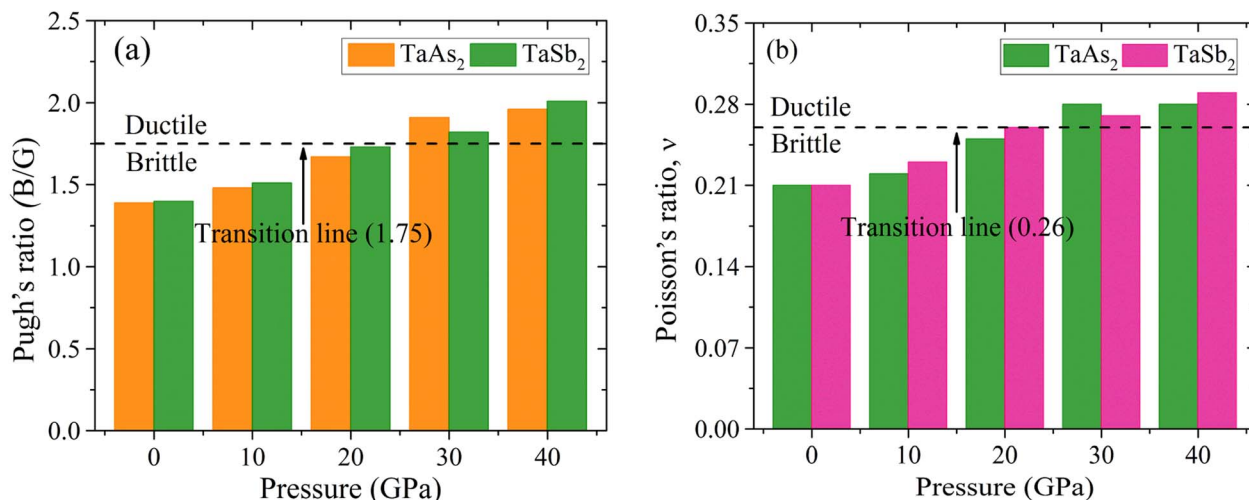 (a)
TaAs₂ TaSb₂
2.5
2.0
1.5
1.0
0.5
0.0
Pugh's ratio (B/G)
Ductile
Brittle
Transition line (1.75)
0 10 20 30 40
Pressure (GPa)
(b)
TaAs₂ TaSb₂
0.35
0.28
0.21
0.14
0.07
0.00
Poisson's ratio, ν
Ductile
Brittle
Transition line (0.26)
0 10 20 30 40
Pressure (GPa)